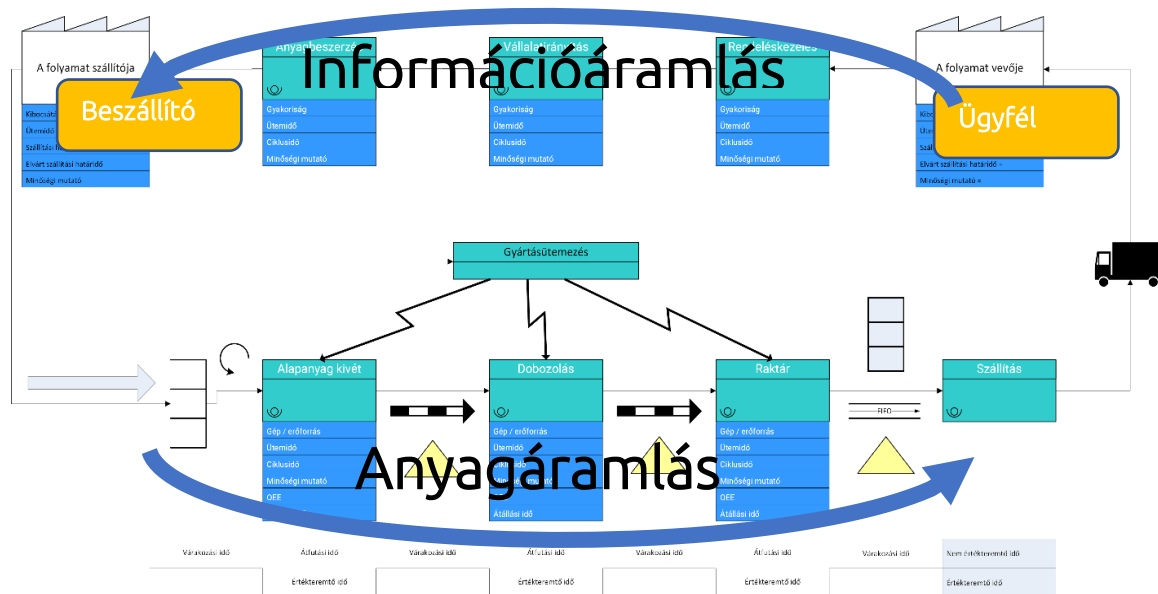 Információáramlás
Anyagbeszerzés
Vállalatirányítás
Rendeléskezelés
A folyamat szállítója
A folyamat vevője
Beszállító
Ügyfél
Ütemidő
Elvárt szállítási határidő
Minőségi mutató
Gyakoriság
Ütemidő
Ciklusidő
Minőségi mutató
Gyakoriság
Ütemidő
Ciklusidő
Minőségi mutató
Gyakoriság
Ütemidő
Ciklusidő
Minőségi mutató
Elvárt szállítási határidő =
Minőségi mutató =
Gyártásütemezés
Alapanyag kivét
Dobozolás
Raktár
Szállítás
FIFO
Gép / erőforrás
Ütemidő
Ciklusidő
Minőségi mutató
OEE
Gép / erőforrás
Ütemidő
Ciklusidő
Minőségi mutató
Átállási idő
Gép / erőforrás
Ütemidő
Ciklusidő
Minőségi mutató
OEE
Átállási idő
Anyagáramlás
Várakozási idő
Átfutási idő
Várakozási idő
Átfutási idő
Várakozási idő
Átfutási idő
Várakozási idő
Nem értékteremtő idő
Értékteremtő idő
Értékteremtő idő
Értékteremtő idő
Értékteremtő idő